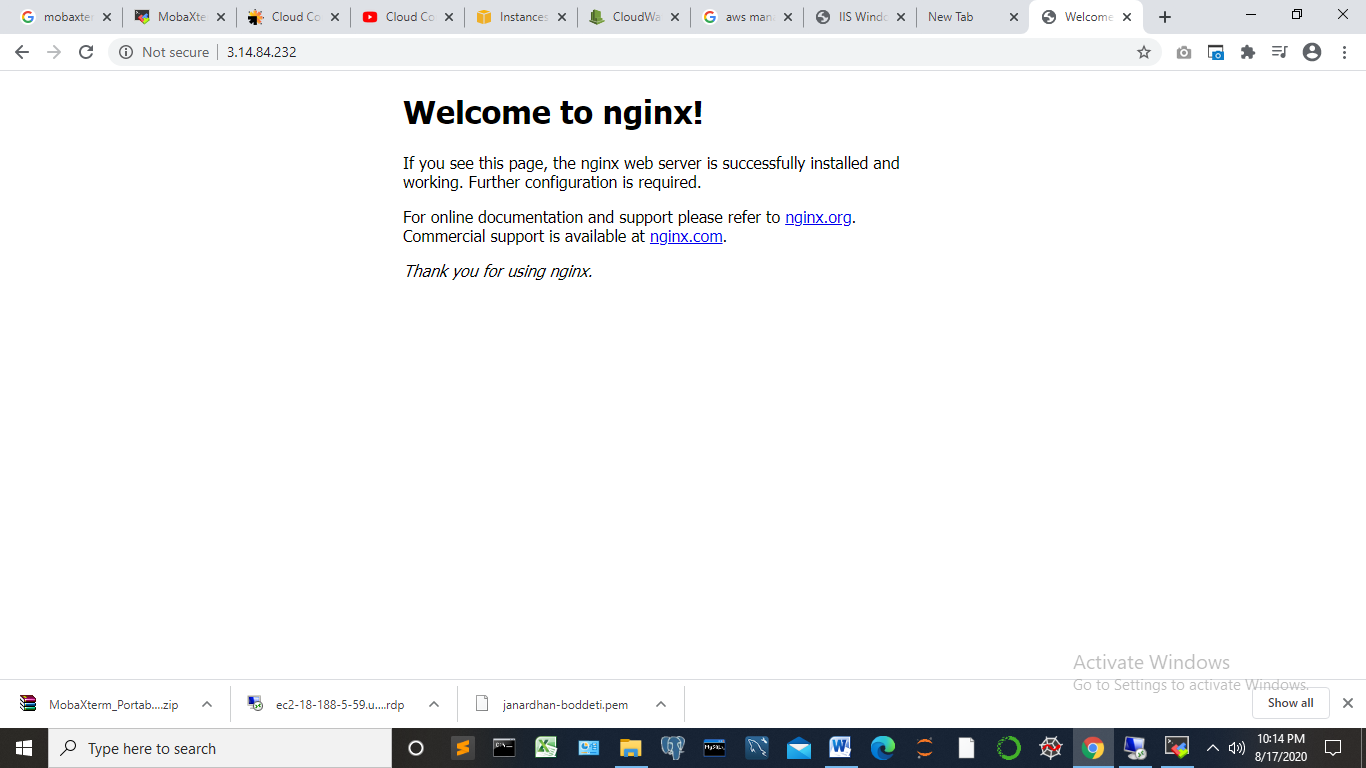 mobaxter
MobaXte
Cloud Co
Cloud Co
Instances
CloudWa
aws man
IIS Windo
New Tab
Welcome
Not secure
3.14.84.232
Welcome to nginx!
If you see this page, the nginx web server is successfully installed and
working. Further configuration is required.
For online documentation and support please refer to nginx.org.
Commercial support is available at nginx.com.
Thank you for using nginx.
Activate Windows
Go to Settings to activate Windows.
MobaXterm_Portab....zip
ec2-18-188-5-59.u....rdp
janardhan-boddeti.pem
Show all
Type here to search
10:14 PM
8/17/2020